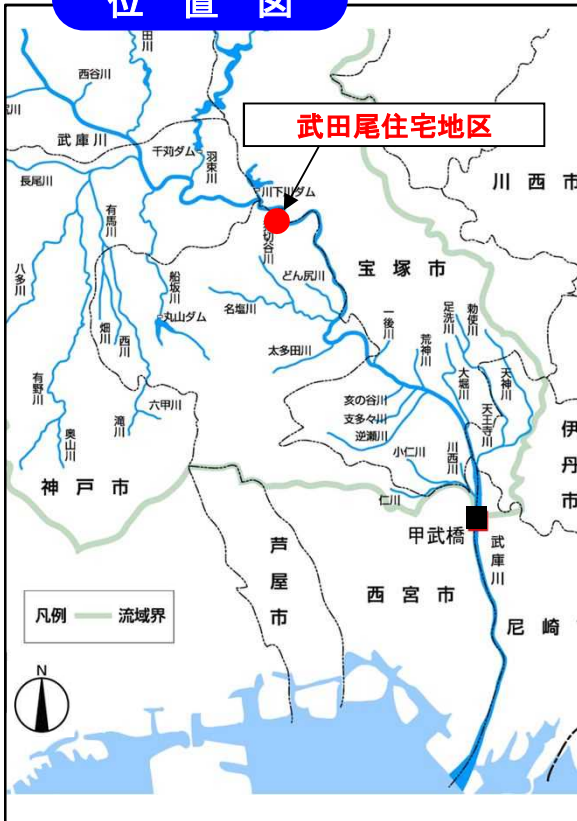 位置図
田川
西谷川
武庫川
千苅ダム
羽束川
武田尾住宅地区
長尾川
川下川ダム
川西市
有馬川
切谷川
どん尻川
宝塚市
八多川
船坂川
丸山ダム
名塩川
畑川
西川
一後川
荒神川
足洗川
勅使川
太多田川
大堀川
天神川
天王寺川
有野川
六甲川
滝川
亥の谷川
支多々川
逆瀬川
小仁川
川西川
伊丹市
奥山川
神戸市
仁川
甲武橋
武庫川
芦屋市
西宮市
尼崎
凡例
流域界
N